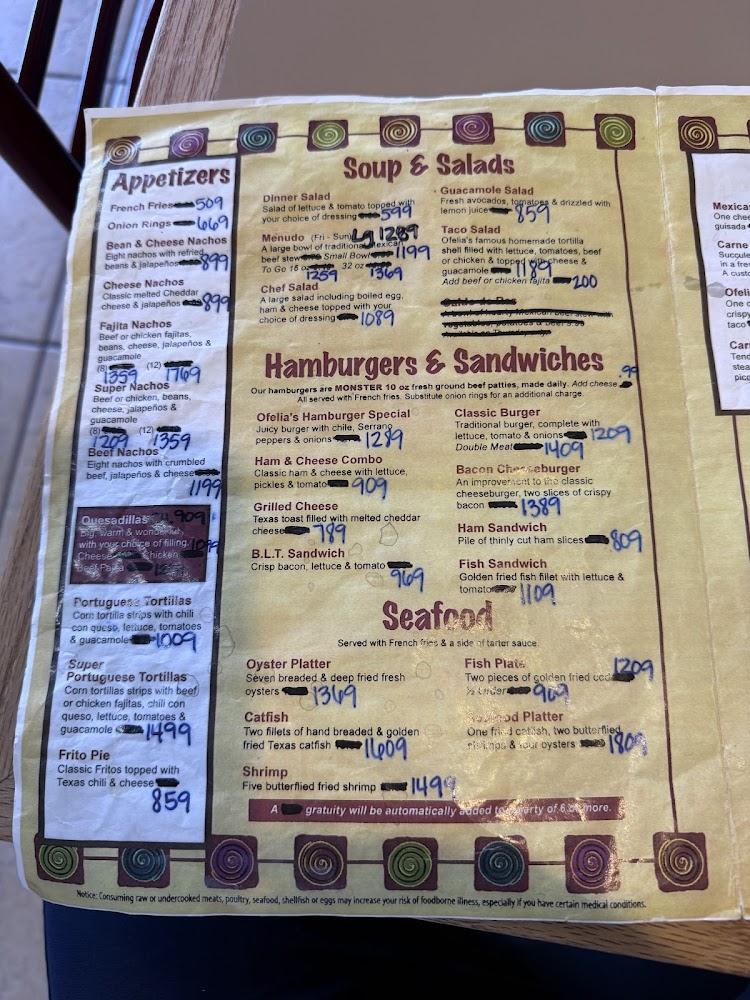 Appetizers
French Fries 509
Onion Rings 669
Bean & Cheese Nachos
Eight nachos with refried
beans & jalapeños 899
Cheese Nachos
Classic melted Cheddar
cheese & jalapeños 899
Fajita Nachos
Beef or chicken fajitas,
beans, cheese, jalapeños &
guacamole
(8) (12)
1359 1769
Super Nachos
Beef or chicken, beans,
cheese, jalapeños &
guacamole
(8) (12)
1209 1359
Beef Nachos
Eight nachos with crumbled
beef, jalapeños & cheese
1199
Quesadillas 909
Big, warm & wonderful
with your choice of filling.
Cheese Chicken
Beef Fajita
Portuguese Tortillas
Corn tortilla strips with chili
con queso, lettuce, tomatoes
& guacamole 1009
Super
Portuguese Tortillas
Corn tortillas strips with beef
or chicken fajitas, chili con
queso, lettuce, tomatoes &
guacamole 1499
Frito Pie
Classic Fritos topped with
Texas chili & cheese
859
Soup & Salads
Dinner Salad
Salad of lettuce & tomato topped with
your choice of dressing 599
Menudo (Fri - Sun) Lg 1289
A large bowl of traditional Mexican
beef stew Small Bowl 1199
To Go 16 oz 32 oz 1369
1259
Chef Salad
A large salad including boiled egg,
ham & cheese topped with your
choice of dressing 1089
Guacamole Salad
Fresh avocados, tomatoes & drizzled with
lemon juice 859
Taco Salad
Ofelia's famous homemade tortilla
shell filled with lettuce, tomatoes, beef
or chicken & topped with cheese &
guacamole 1189
Add beef or chicken fajita 200
Hamburgers & Sandwiches
Our hamburgers are MONSTER 10 oz fresh ground beef patties, made daily. Add cheese .99
All served with French fries. Substitute onion rings for an additional charge.
Ofelia's Hamburger Special
Juicy burger with chile, Serrano
peppers & onions 1289
Ham & Cheese Combo
Classic ham & cheese with lettuce,
pickles & tomato 909
Grilled Cheese
Texas toast filled with melted cheddar
cheese 789
B.L.T. Sandwich
Crisp bacon, lettuce & tomato
969
Classic Burger
Traditional burger, complete with
lettuce, tomato & onions 1209
Double Meat 1409
Bacon Cheeseburger
An improvement to the classic
cheeseburger, two slices of crispy
bacon 1389
Ham Sandwich
Pile of thinly cut ham slices 809
Fish Sandwich
Golden fried fish filet with lettuce &
tomato 1109
Seafood
Served with French fries & a side of tarter sauce.
Oyster Platter
Seven breaded & deep fried fresh
oysters 1369
Catfish
Two fillets of hand breaded & golden
fried Texas catfish 1609
Shrimp
Five butterflied fried shrimp 1499
Fish Plate 1209
Two pieces of golden fried cod
½ Order 969
Seafood Platter
One fried catfish, two butterflied
shrimps & four oysters 1809
A gratuity will be automatically added to party of 6 or more.
Notice: Consuming raw or undercooked meats, poultry, seafood, shellfish or eggs may increase your risk of foodborne illness, especially if you have certain medical conditions.